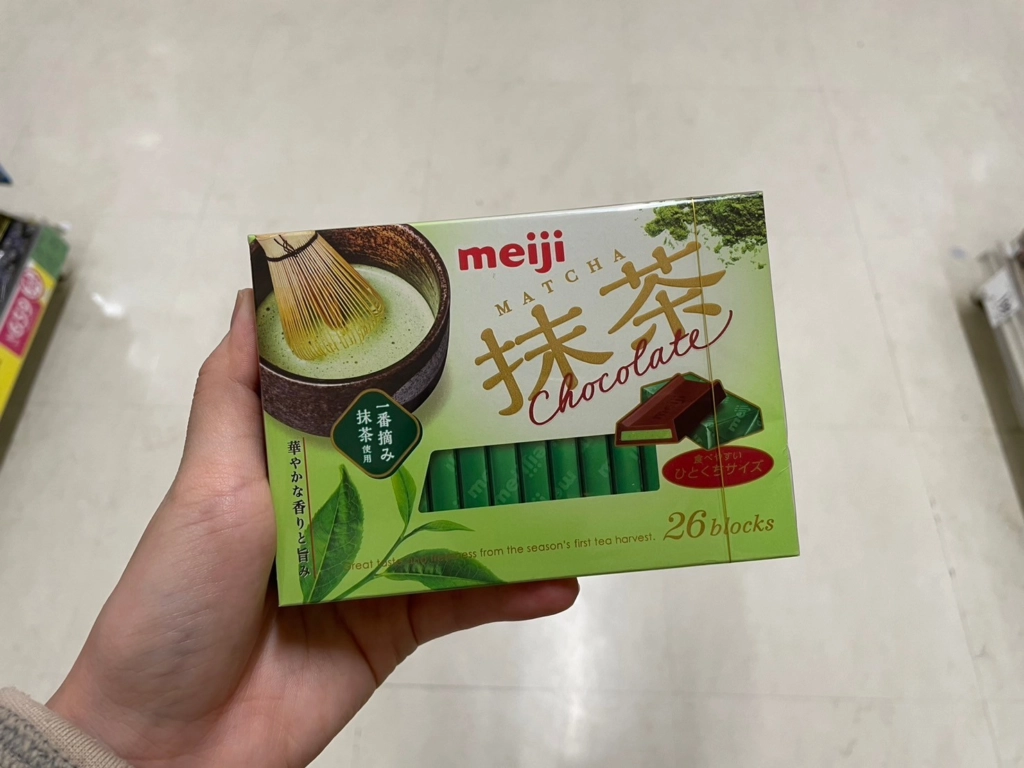 meiji
MATCHA
抹茶
Chocolate
一番摘み
抹茶使用
華やかな香りと旨み
meiji
食べやすい
ひとくちサイズ
26 blocks
from the season's first tea harvest.